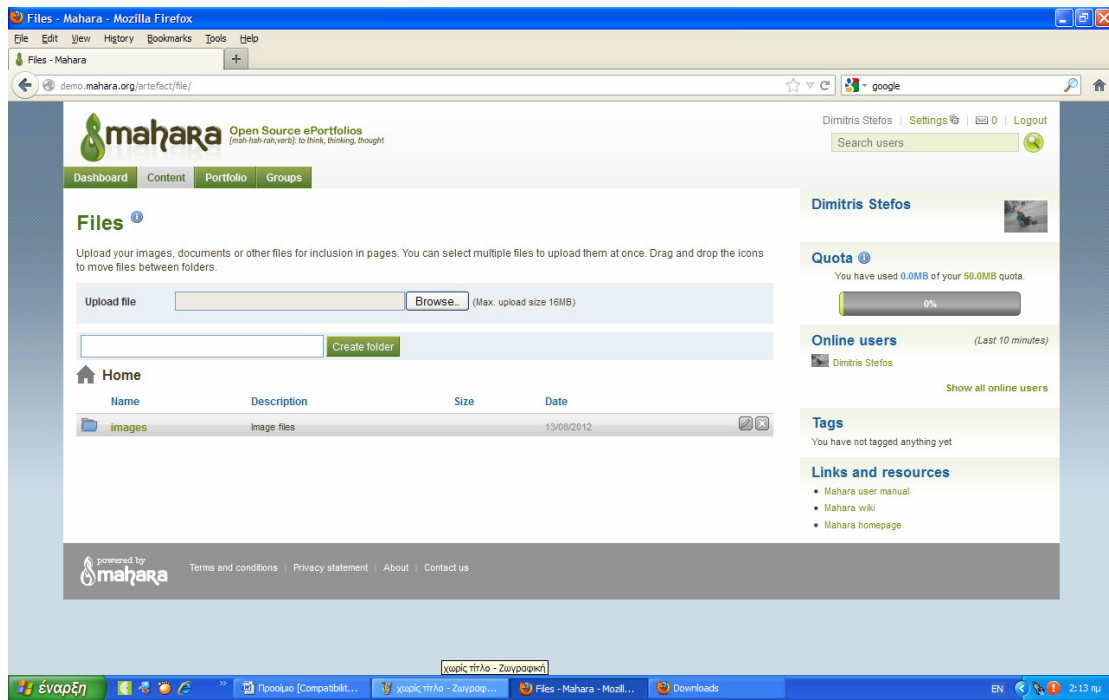 Files - Mahara - Mozilla Firefox
File Edit View History Bookmarks Tools Help
Files - Mahara
demo.mahara.org/artefact/file/
google
mahara Open Source ePortfolios
[mah-hah-rah;verb]: to think, thinking, thought
Dimitris Stefos | Settings | 0 | Logout
Search users
Dashboard Content Portfolio Groups
Files
Upload your images, documents or other files for inclusion in pages. You can select multiple files to upload them at once. Drag and drop the icons
to move files between folders.
Upload file Browse... (Max. upload size 16MB)
Create folder
Home
Name Description Size Date
images Image files 13/08/2012
Dimitris Stefos
Quota
You have used 0.0MB of your 50.0MB quota.
0%
Online users (Last 10 minutes)
Dimitris Stefos
Show all online users
Tags
You have not tagged anything yet
Links and resources
Mahara user manual
Mahara wiki
Mahara homepage
powered by
mahara
Terms and conditions | Privacy statement | About | Contact us
χωρίς τίτλο - Ζωγραφική
έναρξη
» Προοίμιο [Compatibilit... χωρίς τίτλο - Ζωγραφ... Files - Mahara - Mozill... Downloads EN 2:13 πμ